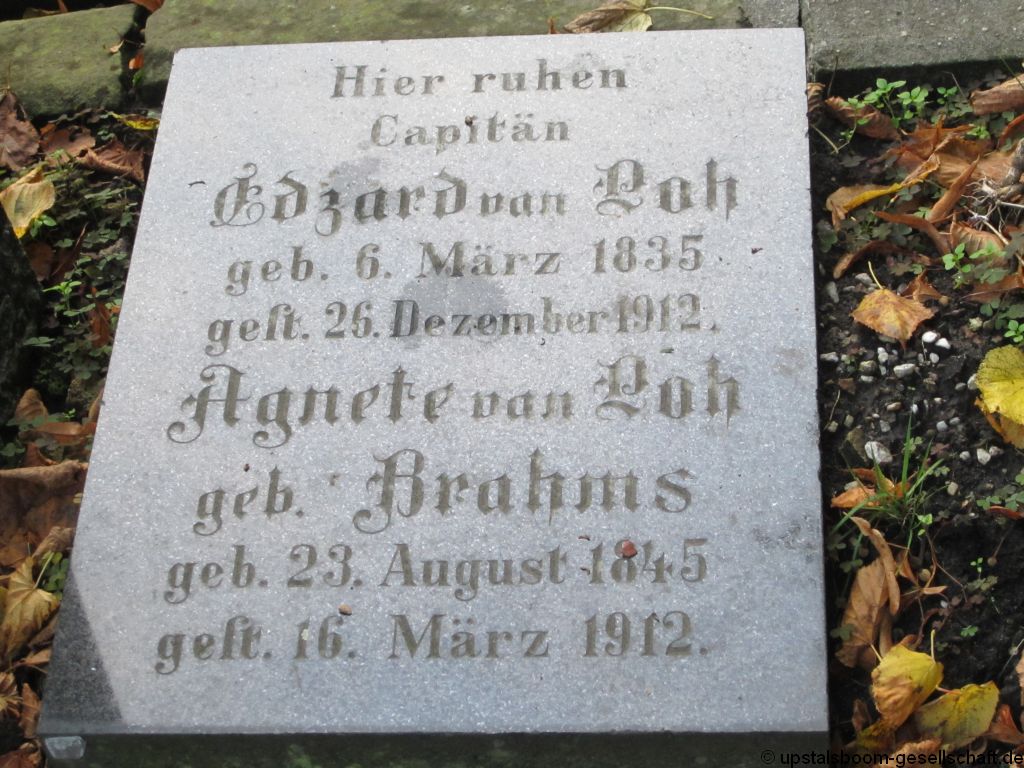 Hier ruhen
Capitän
Edzard van Loh
geb. 6. März 1835
geſt. 26. Dezember 1912.
Agnete van Loh
geb. Brahms
geb. 23. August 1845
geſt. 16. März 1912.
© upstalsboom-gesellschaft.de